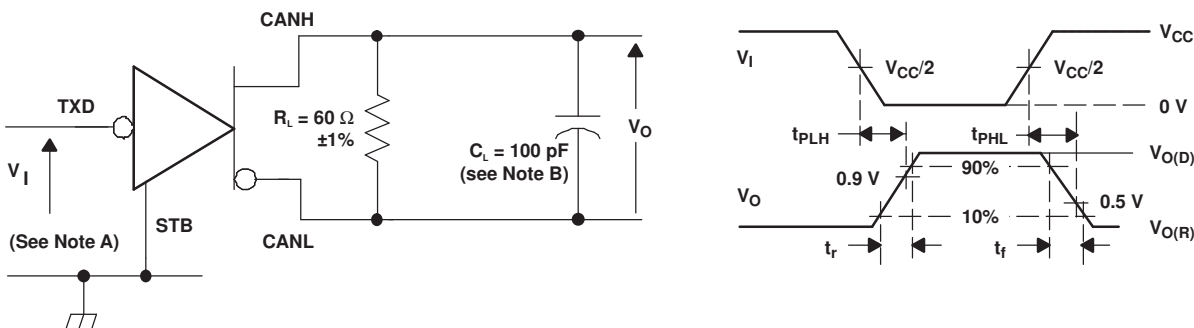 CANH
TXD
R_L = 60 Ω
±1%
V_O
C_L = 100 pF
(see Note B)
V_I
STB
(See Note A)
CANL
V_CC
V_I
V_CC/2
V_CC/2
0 V
t_PLH
t_PHL
V_O(D)
90%
0.9 V
0.5 V
V_O
10%
V_O(R)
t_r
t_f